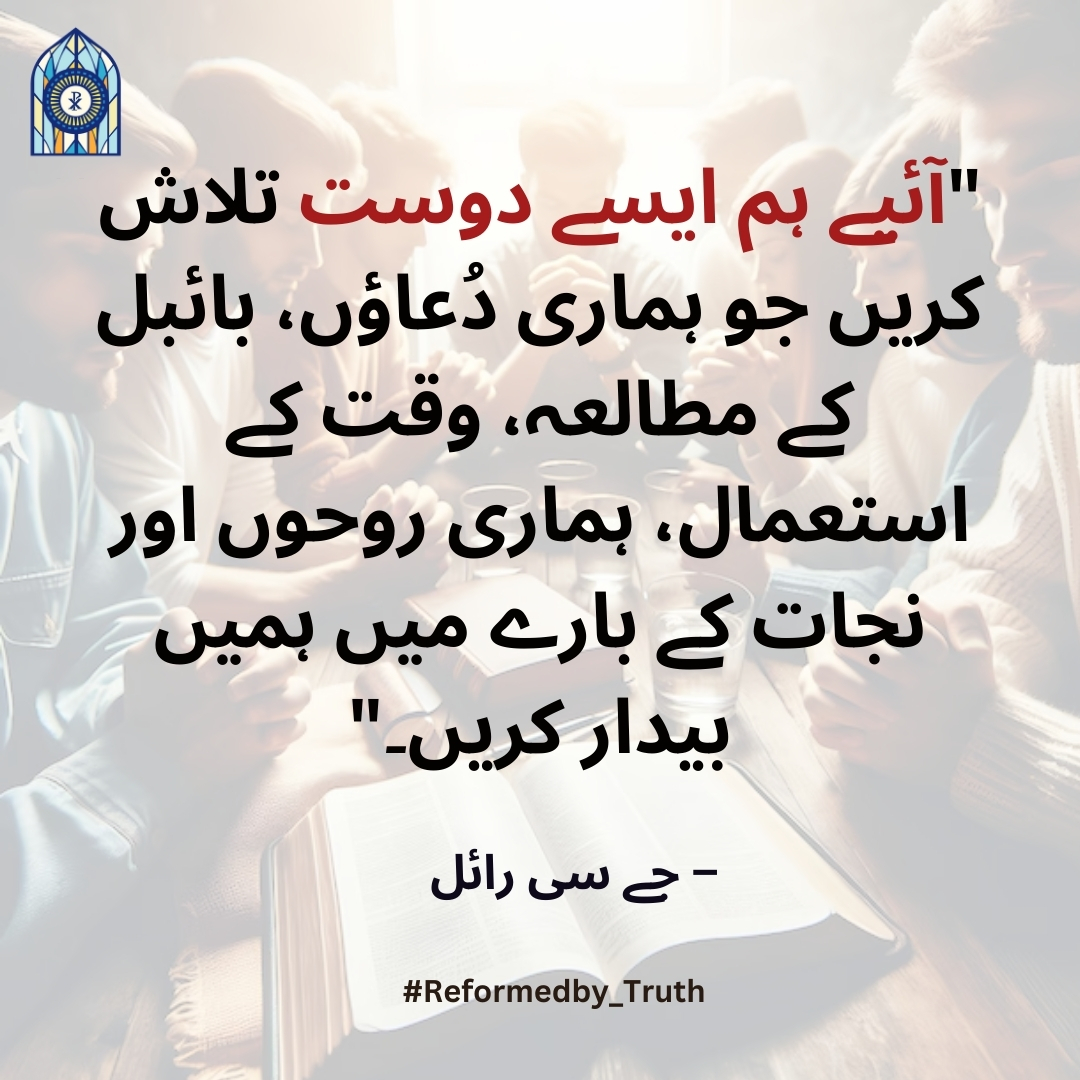 "آئیے ہم ایسے دوست تلاش
کریں جو ہماری دُعاؤں، بائبل
کے مطالعہ، وقت کے
استعمال، ہماری روحوں اور
نجات کے بارے میں ہمیں
بیدار کریں۔"
– جے سی رائل
#Reformedby_Truth